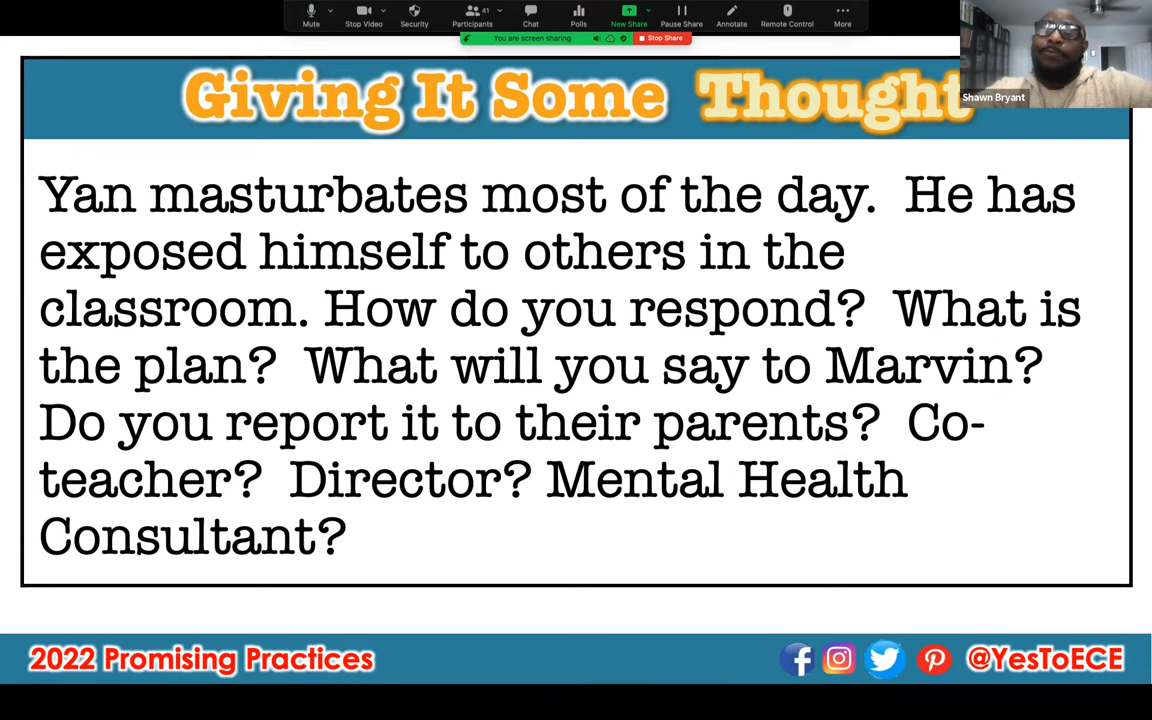 Mute
Stop Video
Security
Participants
41
Chat
Polls
New Share
Pause Share
Annotate
Remote Control
More
You are screen sharing
Stop Share
Shawn Bryant
Giving It Some Thought
Yan masturbates most of the day. He has
exposed himself to others in the
classroom. How do you respond? What is
the plan? What will you say to Marvin?
Do you report it to their parents? Co-
teacher? Director? Mental Health
Consultant?
2022 Promising Practices
@YesToECE